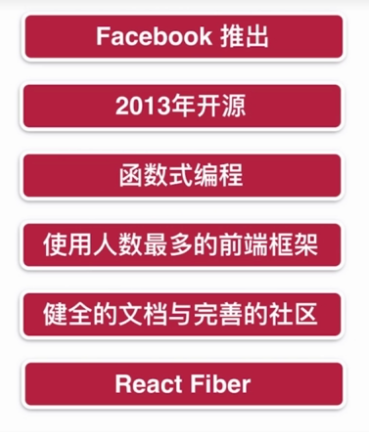 Facebook 推出
2013年开源
函数式编程
使用人数最多的前端框架
健全的文档与完善的社区
React Fiber